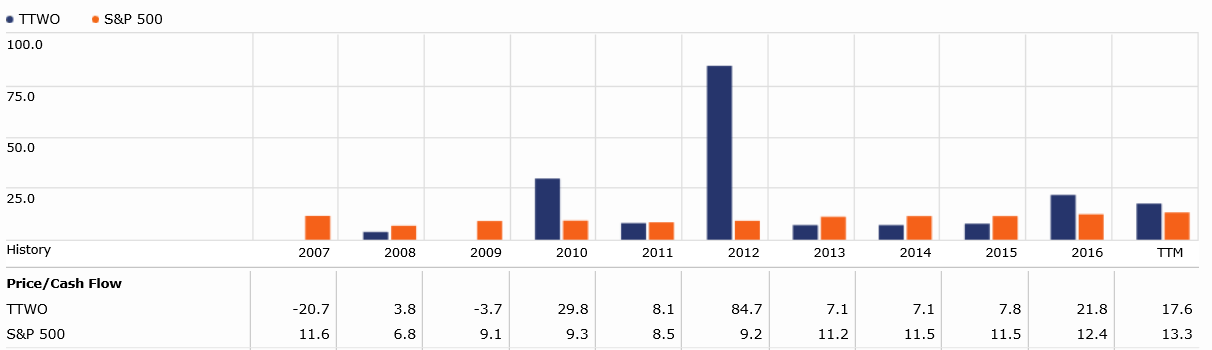 TTWO S&P 500
100.0
75.0
50.0
25.0
History 2007 2008 2009 2010 2011 2012 2013 2014 2015 2016 TTM
Price/Cash Flow
TTWO -20.7 3.8 -3.7 29.8 8.1 84.7 7.1 7.1 7.8 21.8 17.6
S&P 500 11.6 6.8 9.1 9.3 8.5 9.2 11.2 11.5 11.5 12.4 13.3